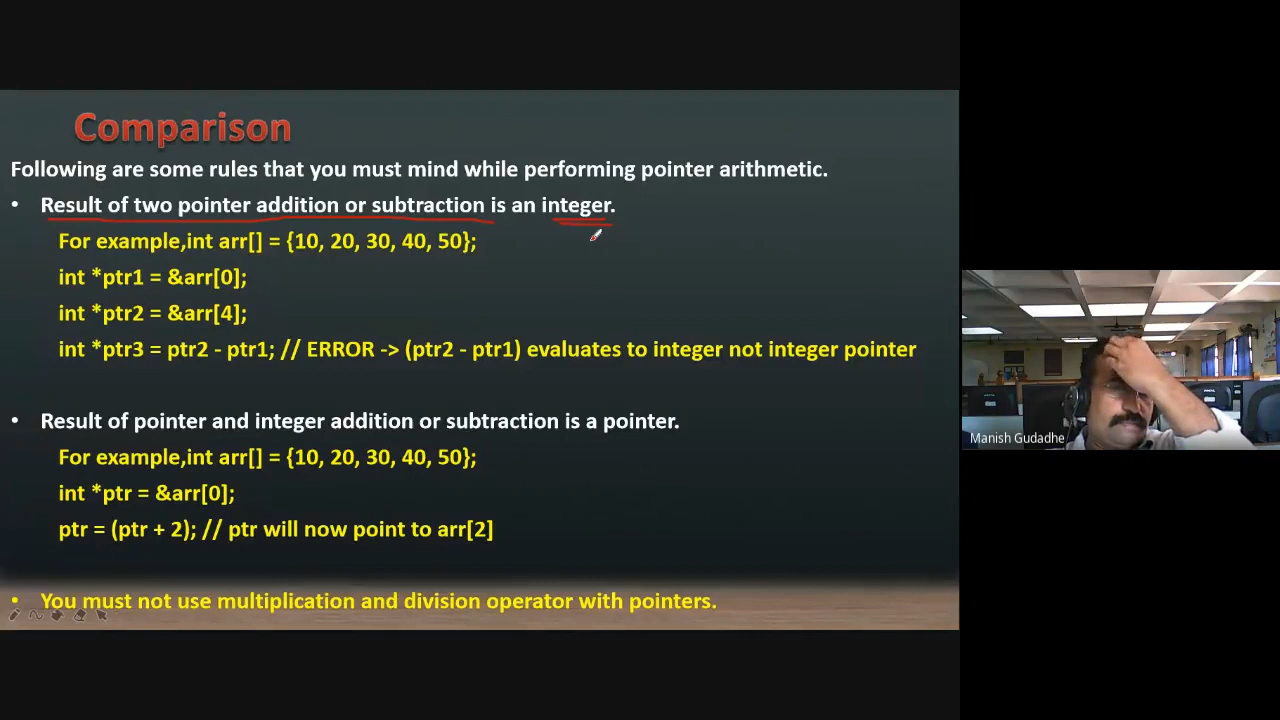 Comparison
Following are some rules that you must mind while performing pointer arithmetic.
• Result of two pointer addition or subtraction is an integer.
For example,int arr[] = {10, 20, 30, 40, 50};
int *ptr1 = &arr[0];
int *ptr2 = &arr[4];
int *ptr3 = ptr2 - ptr1; // ERROR -> (ptr2 - ptr1) evaluates to integer not integer pointer
• Result of pointer and integer addition or subtraction is a pointer.
For example,int arr[] = {10, 20, 30, 40, 50};
int *ptr = &arr[0];
ptr = (ptr + 2); // ptr will now point to arr[2]
• You must not use multiplication and division operator with pointers.
Manish Gudadhe